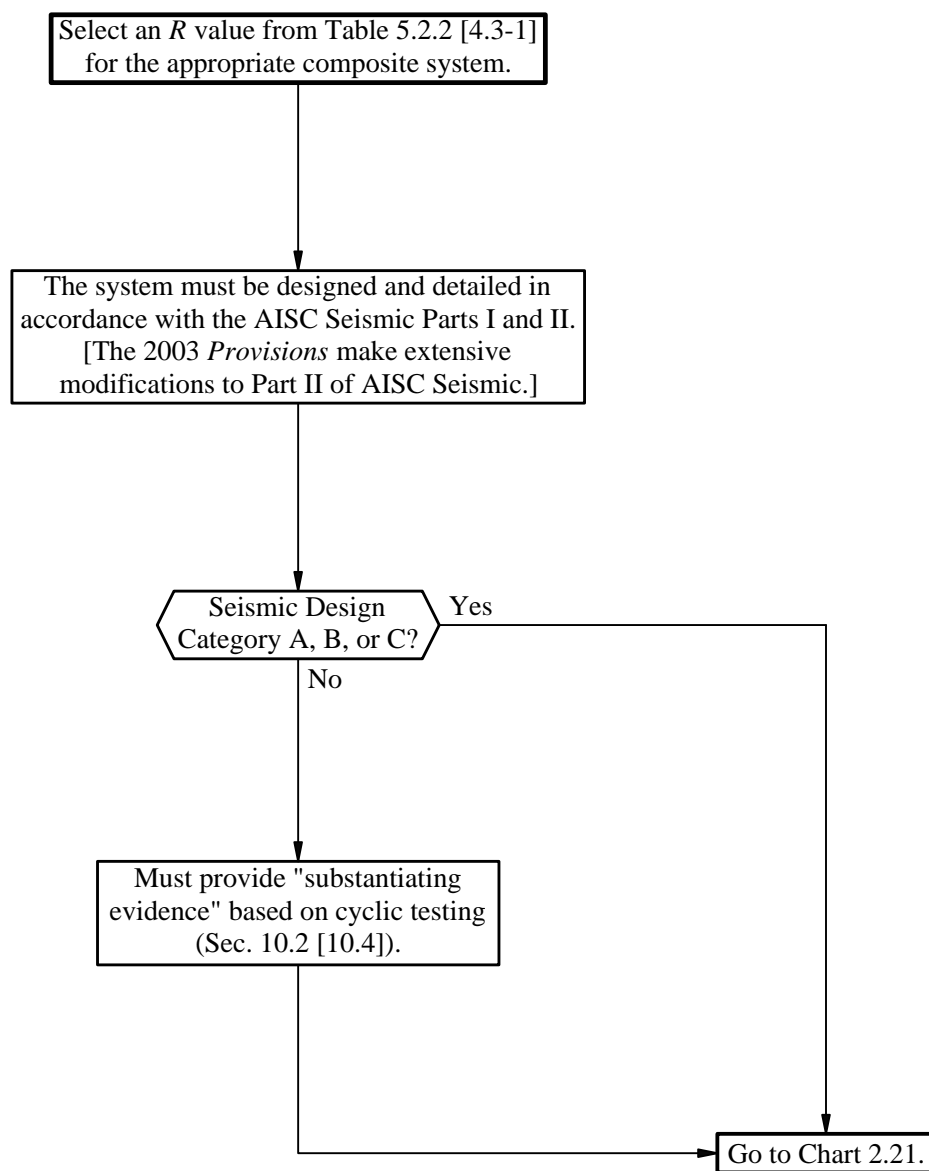 Select an R value from Table 5.2.2 [4.3-1]
for the appropriate composite system.
The system must be designed and detailed in
accordance with the AISC Seismic Parts I and II.
[The 2003 Provisions make extensive
modifications to Part II of AISC Seismic.]
Seismic Design
Category A, B, or C?
Yes
No
Must provide "substantiating
evidence" based on cyclic testing
(Sec. 10.2 [10.4]).
Go to Chart 2.21.